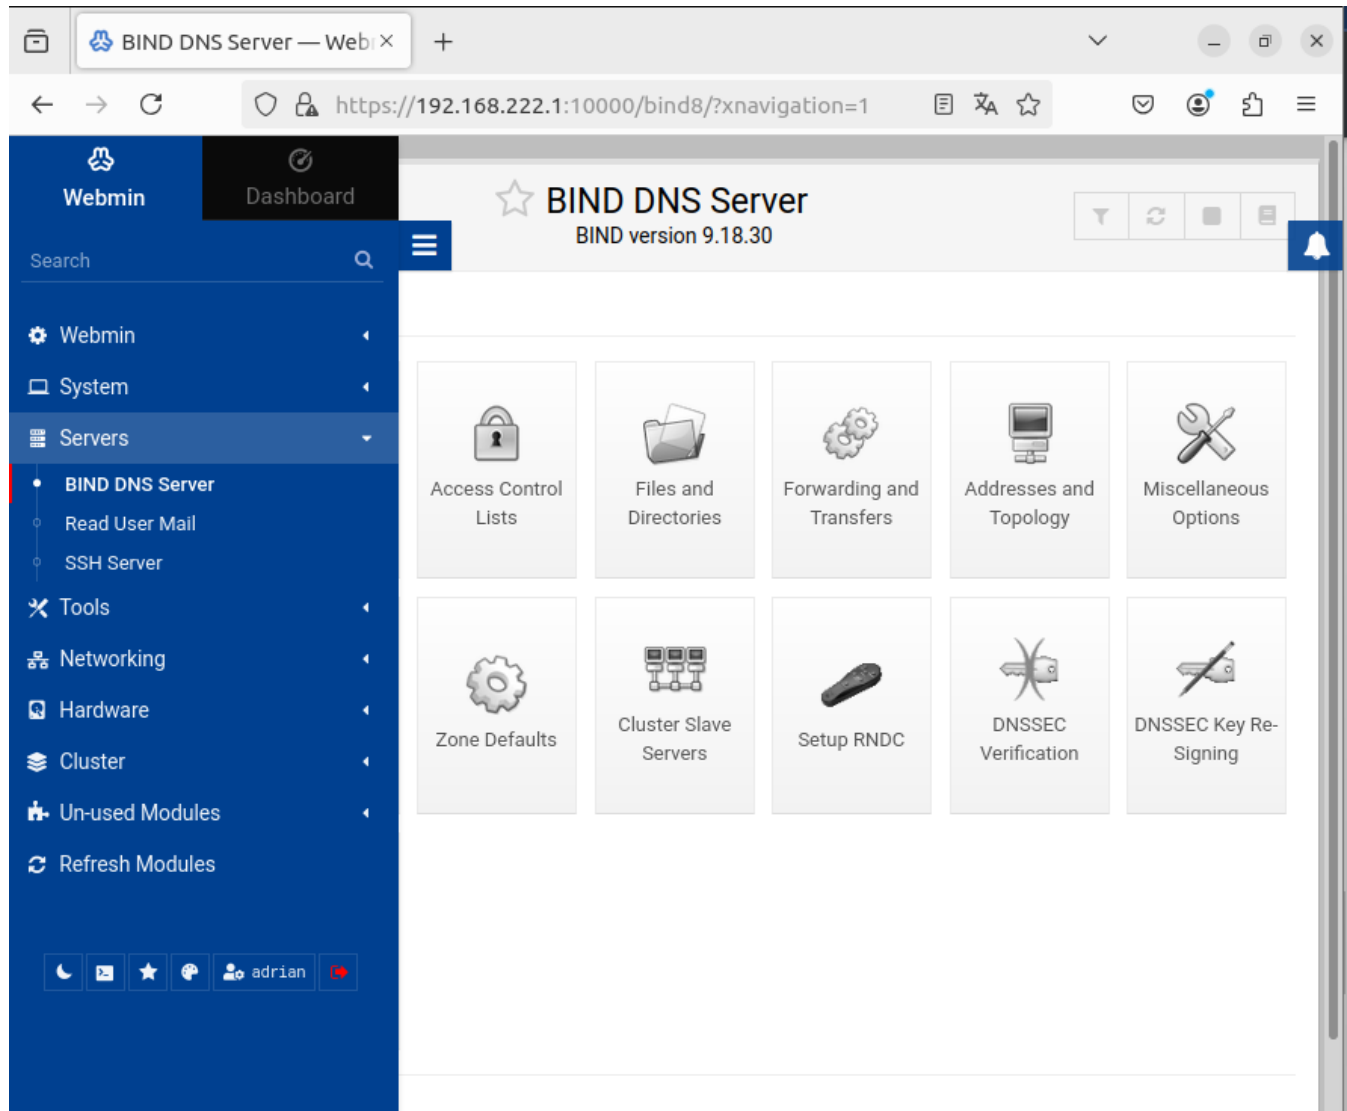 BIND DNS Server — Web
https://192.168.222.1:10000/bind8/?xnavigation=1
Webmin
Dashboard
Search
Webmin
System
Servers
BIND DNS Server
Read User Mail
SSH Server
Tools
Networking
Hardware
Cluster
Un-used Modules
Refresh Modules
adrian
BIND DNS Server
BIND version 9.18.30
Access Control
Lists
Files and
Directories
Forwarding and
Transfers
Addresses and
Topology
Miscellaneous
Options
Zone Defaults
Cluster Slave
Servers
Setup RNDC
DNSSEC
Verification
DNSSEC Key Re-
Signing